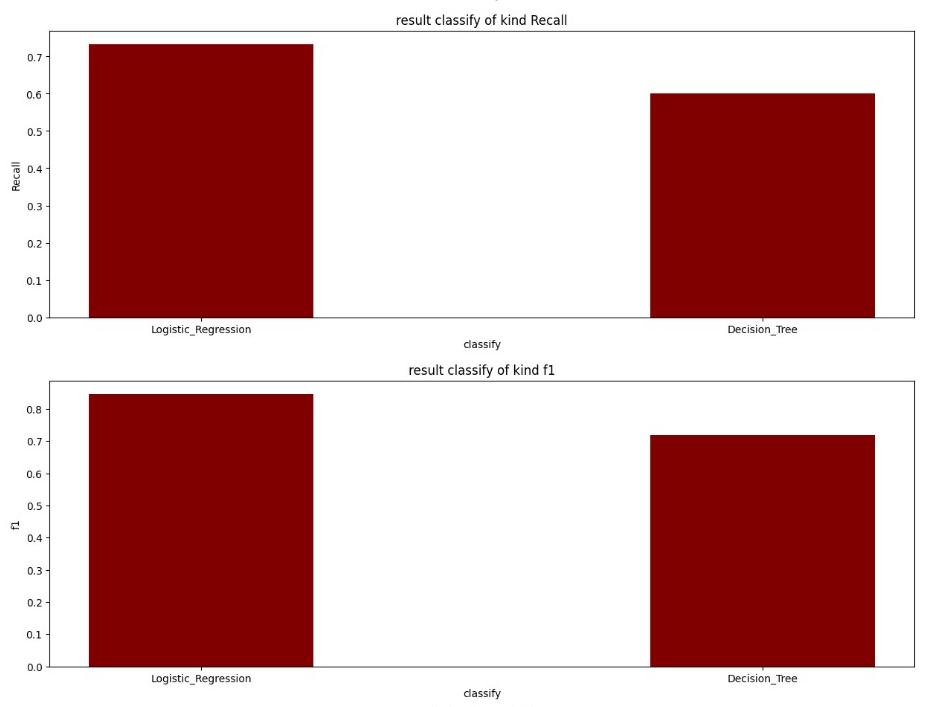 result classify of kind Recall
0.7
0.6
0.5
0.4
0.3
0.2
0.1
0.0
Recall
Logistic_Regression Decision_Tree
classify
result classify of kind f1
0.8
0.7
0.6
0.5
0.4
0.3
0.2
0.1
0.0
f1
Logistic_Regression Decision_Tree
classify